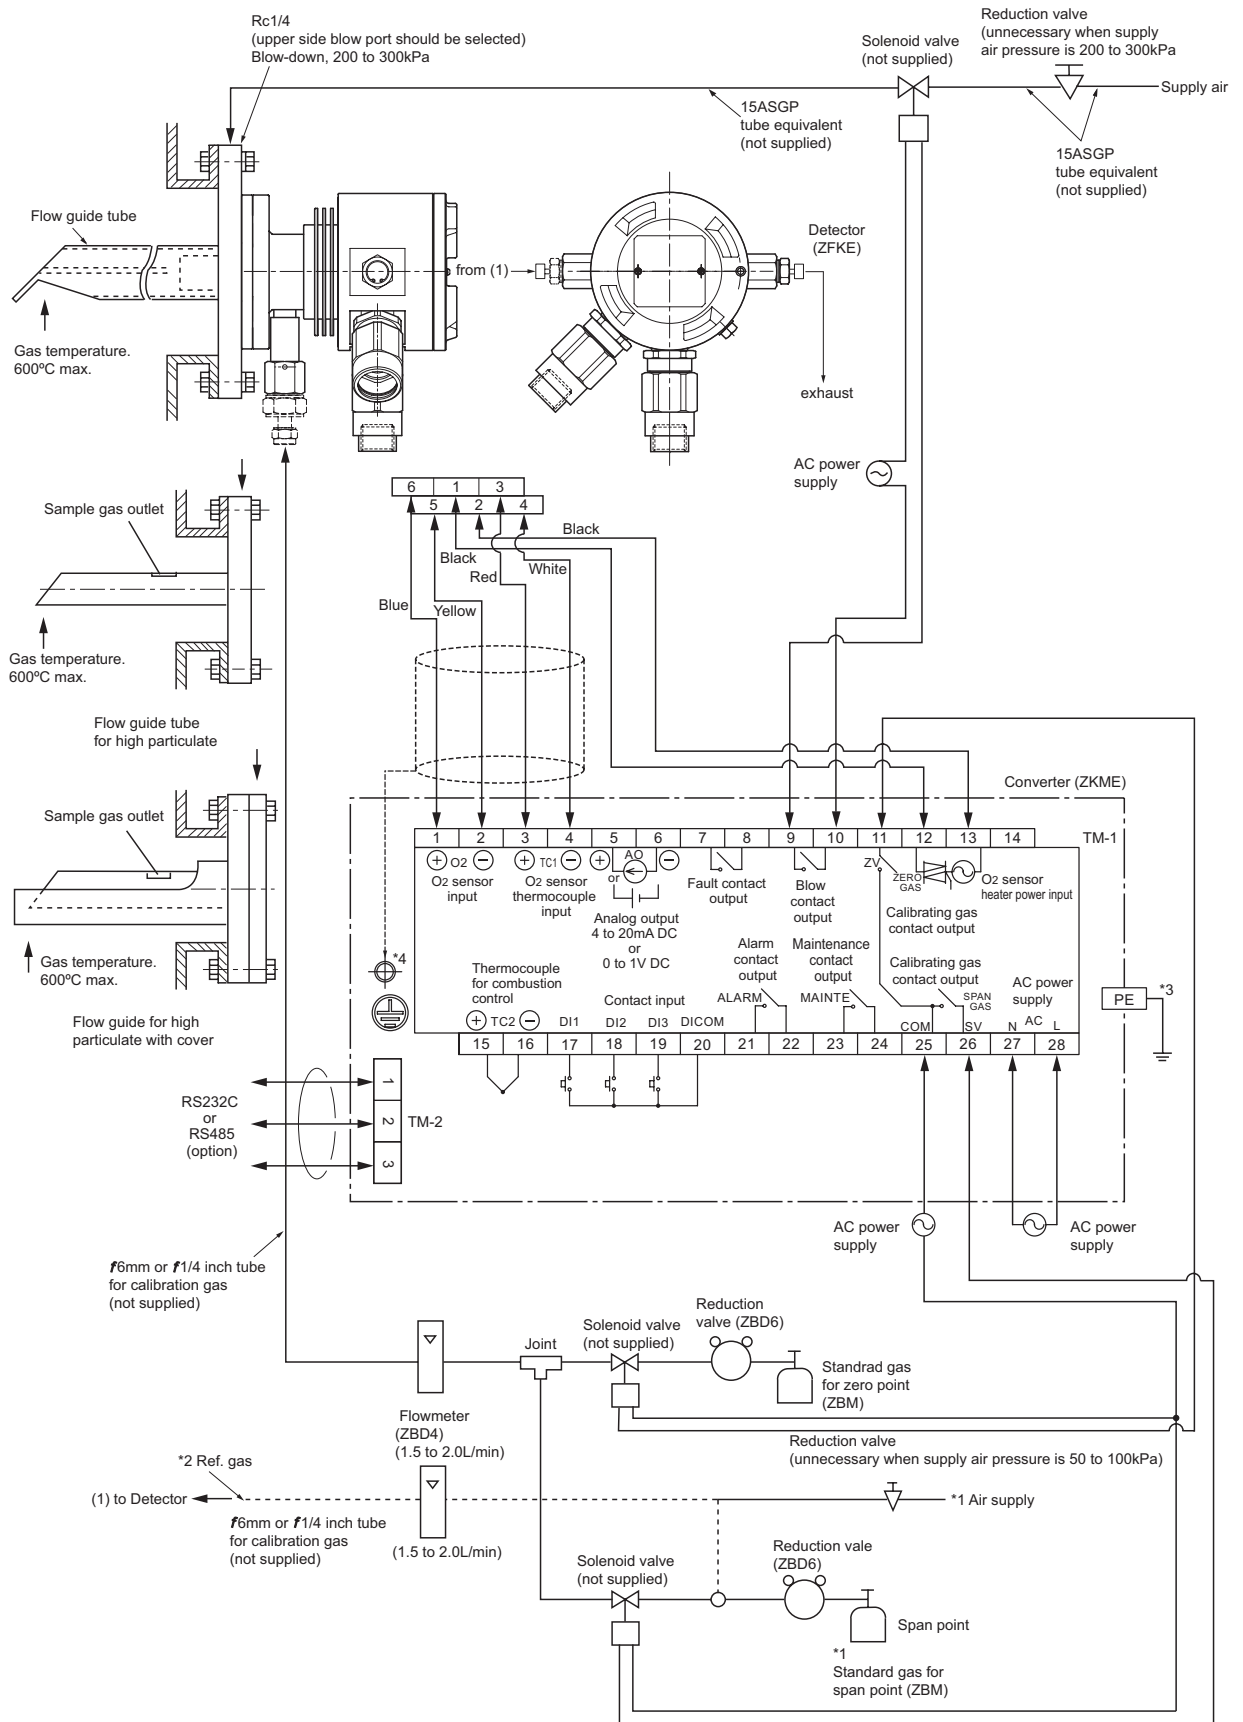 Rc1/4
(upper side blow port should be selected)
Blow-down, 200 to 300kPa
Solenoid valve
(not supplied)
Reduction valve
(unnecessary when supply
air pressure is 200 to 300kPa
Supply air
15ASGP
tube equivalent
(not supplied)
15ASGP
tube equivalent
(not supplied)
Flow guide tube
from (1)
Detector
(ZFKE)
Gas temperature.
600ºC max.
exhaust
AC power
supply
6 1 3
5 2 4
Sample gas outlet
Black
Black
White
Red
Blue
Yellow
Gas temperature.
600ºC max.
Flow guide tube
for high particulate
Converter (ZKME)
Sample gas outlet
1 2 3 4 5 6 7 8 9 10 11 12 13 14
TM-1
+ O2 −
O2 sensor
input
+ TC1 −
O2 sensor
thermocouple
input
+ AO −
or
Analog output
4 to 20mA DC
or
0 to 1V DC
Fault contact
output
Blow
contact
output
ZV
ZERO
GAS
Calibrating gas
contact output
O2 sensor
heater power input
Gas temperature.
600ºC max.
*4
Thermocouple
for combustion
control
+ TC2 −
Contact input
DI1 DI2 DI3 DICOM
Alarm
contact
output
ALARM
Maintenance
contact
output
MAINTE
Calibrating gas
contact output
SPAN
GAS
COM
SV
AC power
supply
N AC L
PE
*3
Flow guide for high
particulate with cover
15 16 17 18 19 20 21 22 23 24 25 26 27 28
RS232C
or
RS485
(option)
1
2
3
TM-2
AC power
supply
AC power
supply
f6mm or f1/4 inch tube
for calibration gas
(not supplied)
Joint
Solenoid valve
(not supplied)
Reduction
valve (ZBD6)
Standrad gas
for zero point
(ZBM)
Flowmeter
(ZBD4)
(1.5 to 2.0L/min)
Reduction valve
(unnecessary when supply air pressure is 50 to 100kPa)
*2 Ref. gas
(1) to Detector
*1 Air supply
f6mm or f1/4 inch tube
for calibration gas
(not supplied)
(1.5 to 2.0L/min)
Solenoid valve
(not supplied)
Reduction vale
(ZBD6)
Span point
*1
Standard gas for
span point (ZBM)